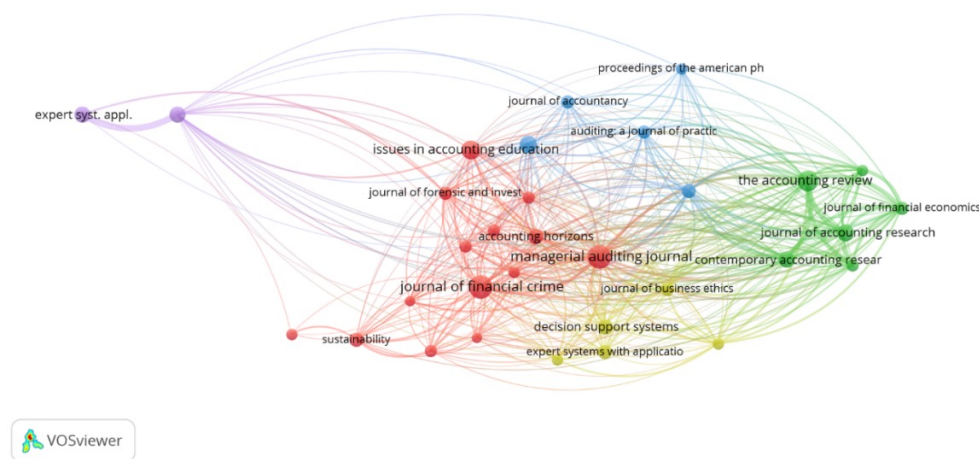 proceedings of the american ph
journal of accountancy
expert syst. appl.
auditing: a journal of practic
issues in accounting education
the accounting review
journal of forensic and invest
journal of financial economics
journal of accounting research
accounting horizons
managerial auditing journal
contemporary accounting resear
journal of financial crime
journal of business ethics
decision support systems
sustainability
expert systems with applicatio
VOSviewer